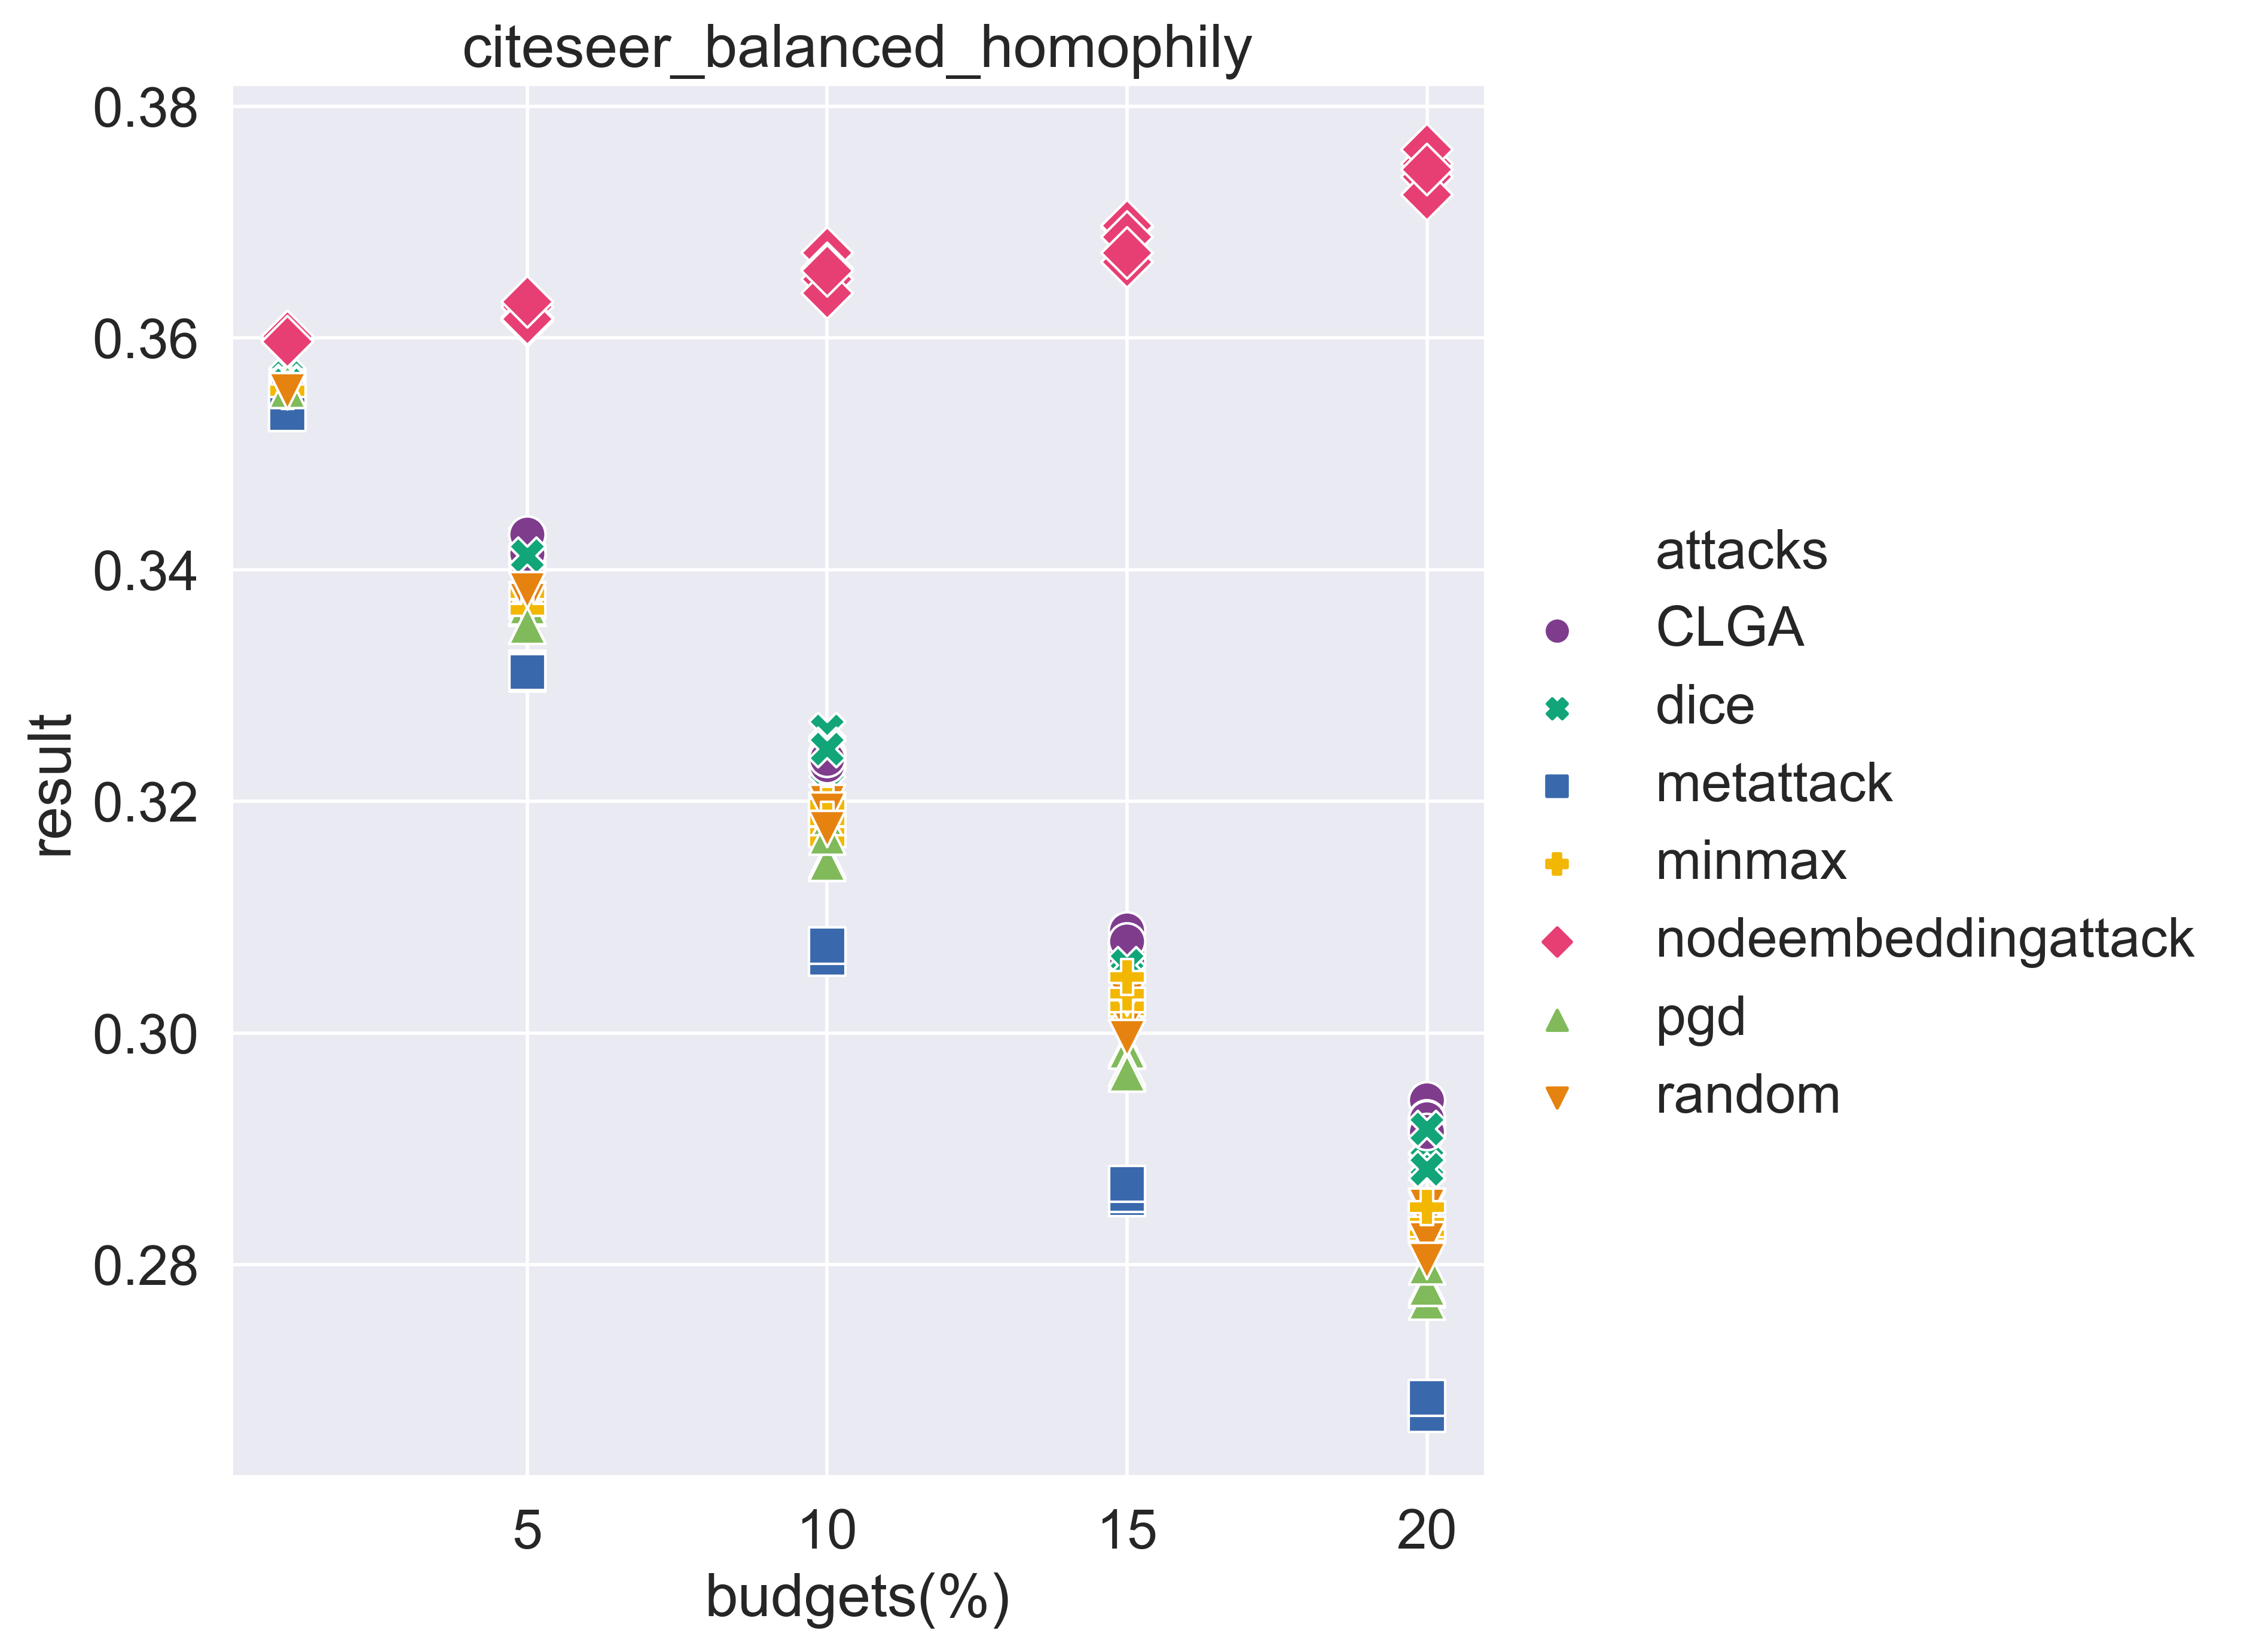 citeseer_balanced_homophily
0.38
0.36
0.34
0.32
0.30
0.28
result
5 10 15 20
budgets(%)
attacks
CLGA
dice
metattack
minmax
nodeembeddingattack
pgd
random